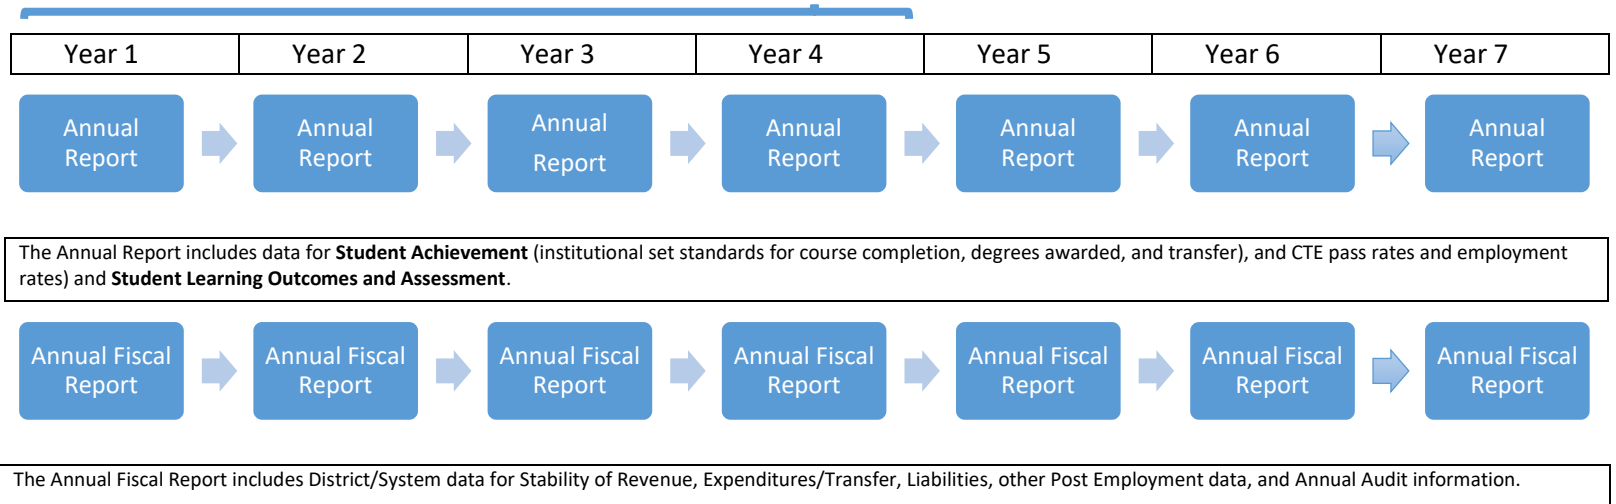 Year 1 Year 2 Year 3 Year 4 Year 5 Year 6 Year 7
Annual Annual Annual Annual Annual Annual Annual
Report Report Report Report Report Report Report
The Annual Report includes data for Student Achievement (institutional set standards for course completion, degrees awarded, and transfer), and CTE pass rates and employment
rates) and Student Learning Outcomes and Assessment.
Annual Fiscal Annual Fiscal Annual Fiscal Annual Fiscal Annual Fiscal Annual Fiscal Annual Fiscal
Report Report Report Report Report Report Report
The Annual Fiscal Report includes District/System data for Stability of Revenue, Expenditures/Transfer, Liabilities, other Post Employment data, and Annual Audit information.